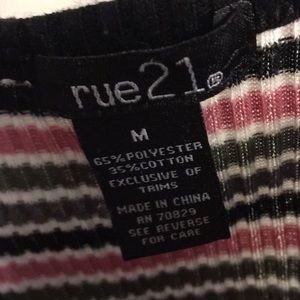 rue21®
M
65% POLYESTER
35% COTTON
EXCLUSIVE OF
TRIMS
MADE IN CHINA
RN 70829
SEE REVERSE
FOR CARE